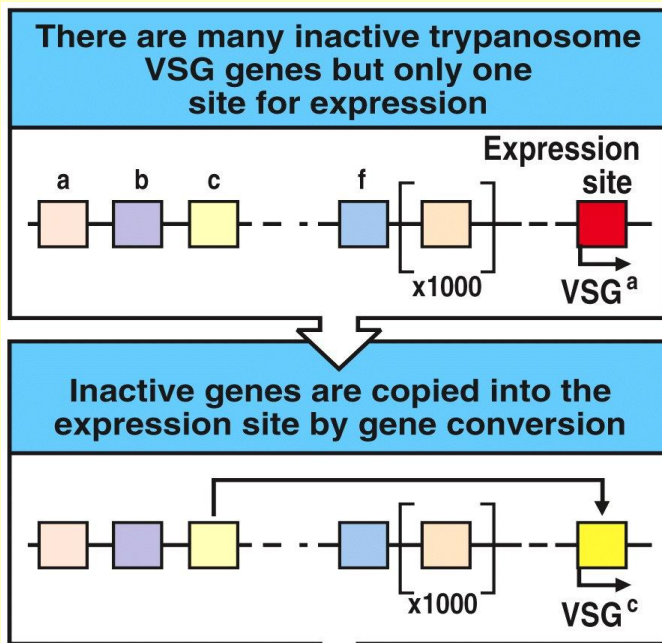 There are many inactive trypanosome
VSG genes but only one
site for expression
Expression
site
a b c f
x1000
VSG a
Inactive genes are copied into the
expression site by gene conversion
x1000
VSG c